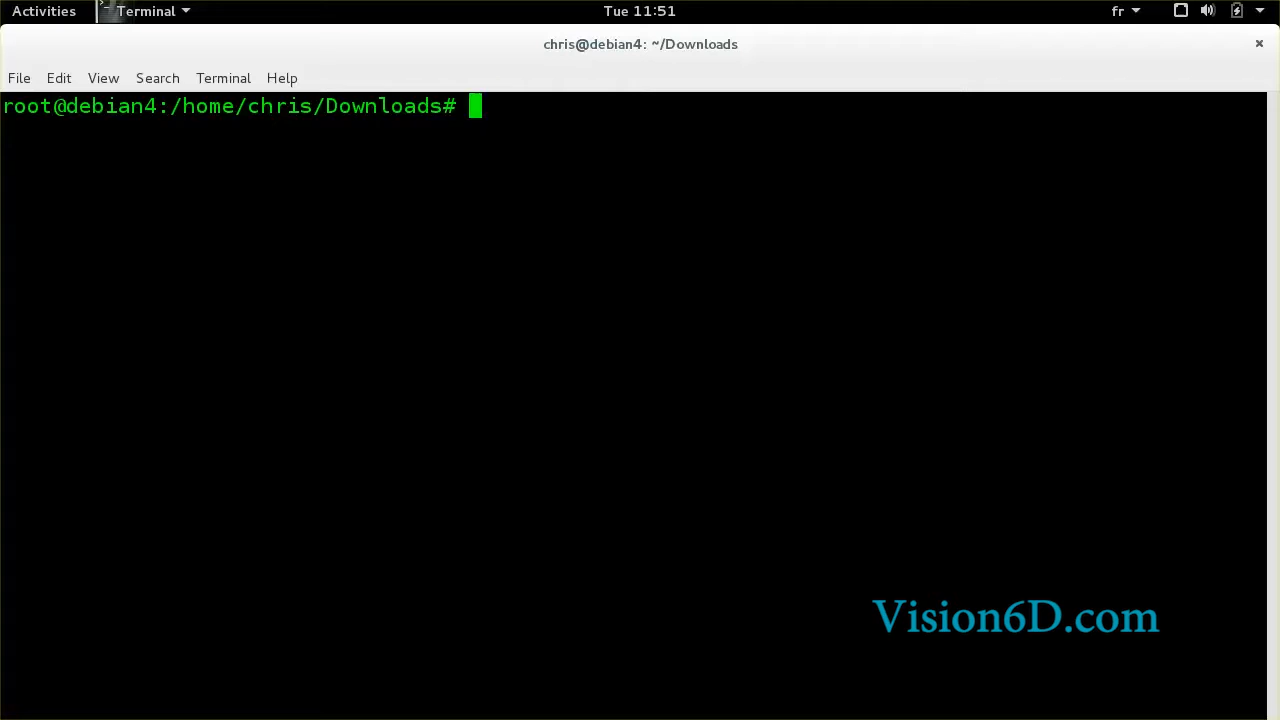 Activities Terminal Tue 11:51 fr
chris@debian4: ~/Downloads ×
File Edit View Search Terminal Help
root@debian4:/home/chris/Downloads#
Vision6D.com